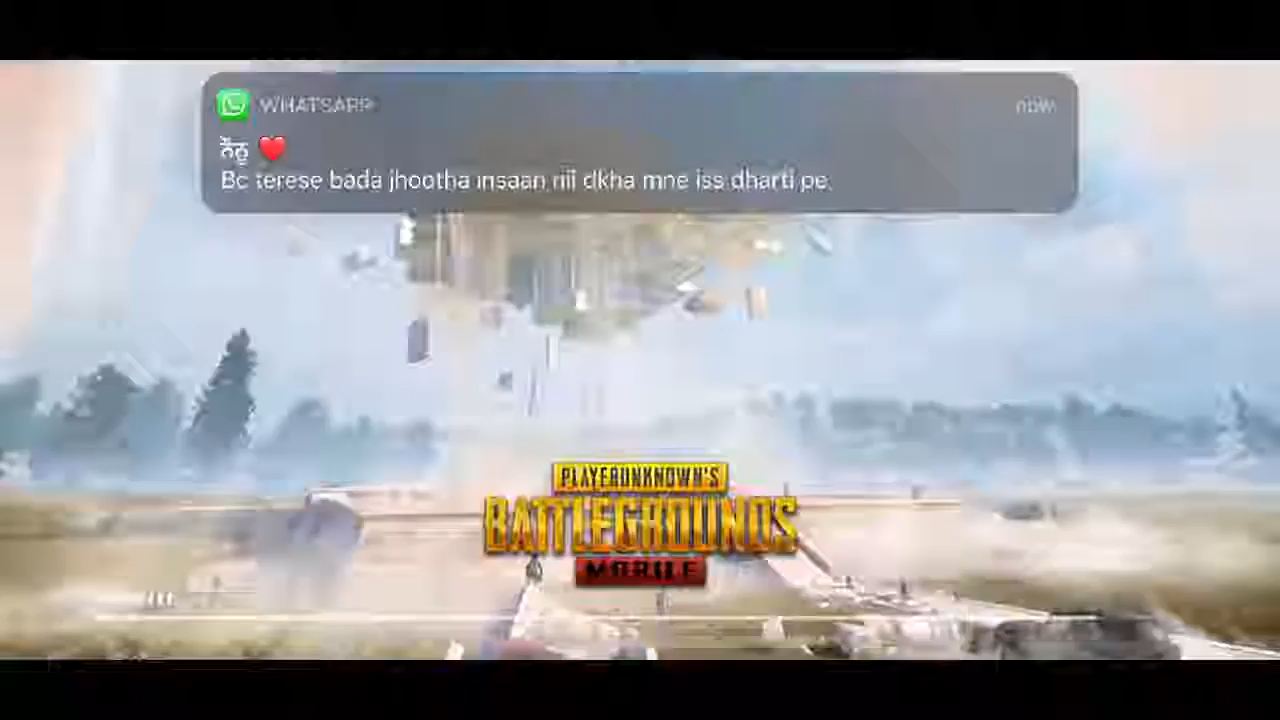 WHATSAPP now
❤️
Bc terese bada jhootha insaan nii dkha mne iss dharti pe
PLAYERUNKNOWN'S
BATTLEGROUNDS
MOBILE